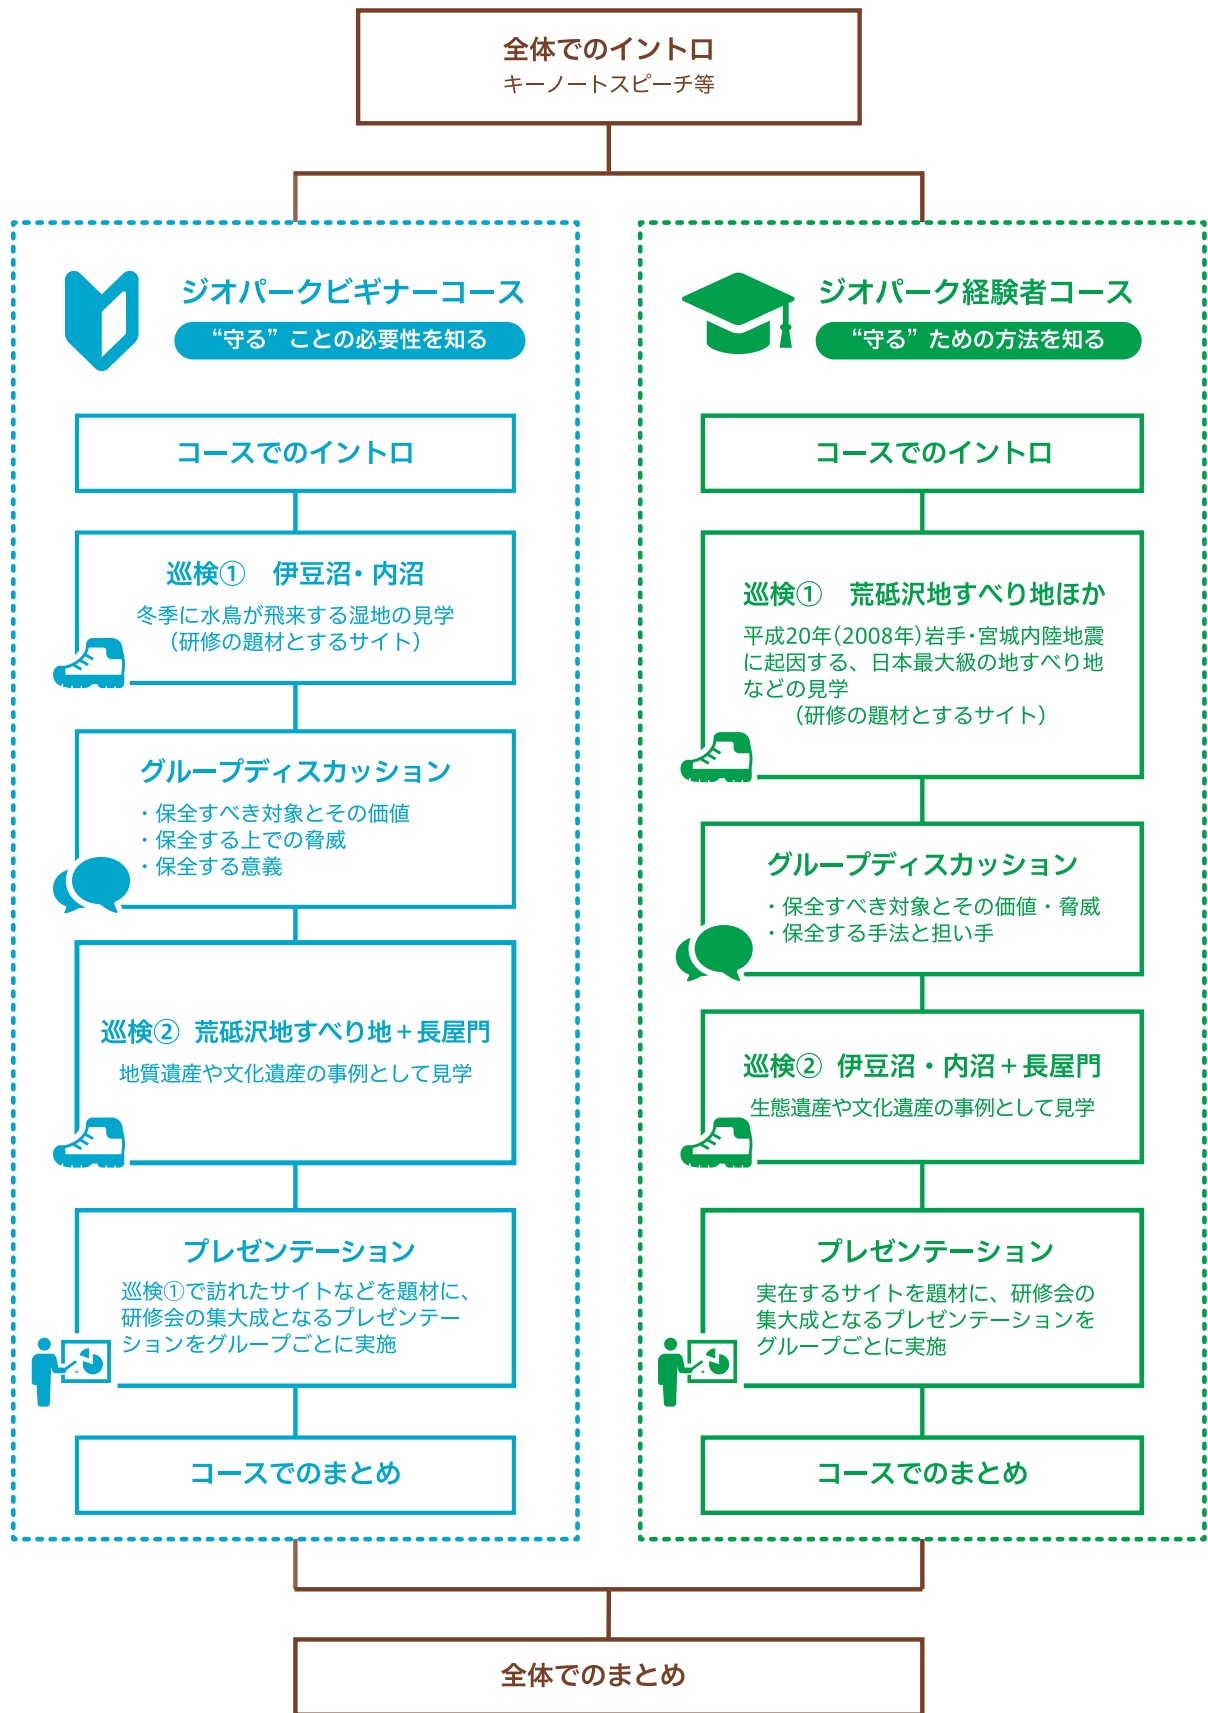 全体でのイントロ
キーノートスピーチ等
ジオパークビギナーコース
“守る”ことの必要性を知る
コースでのイントロ
巡検①　伊豆沼・内沼
冬季に水鳥が飛来する湿地の見学
（研修の題材とするサイト）
グループディスカッション
・保全すべき対象とその価値
・保全する上での脅威
・保全する意義
巡検② 荒砥沢地すべり地＋長屋門
地質遺産や文化遺産の事例として見学
プレゼンテーション
巡検①で訪れたサイトなどを題材に、
研修会の集大成となるプレゼンテー
ションをグループごとに実施
コースでのまとめ
ジオパーク経験者コース
“守る”ための方法を知る
コースでのイントロ
巡検①　荒砥沢地すべり地ほか
平成20年（2008年）岩手・宮城内陸地震
に起因する、日本最大級の地すべり地
などの見学
（研修の題材とするサイト）
グループディスカッション
・保全すべき対象とその価値・脅威
・保全する手法と担い手
巡検② 伊豆沼・内沼＋長屋門
生態遺産や文化遺産の事例として見学
プレゼンテーション
実在するサイトを題材に、研修会の
集大成となるプレゼンテーションを
グループごとに実施
コースでのまとめ
全体でのまとめ